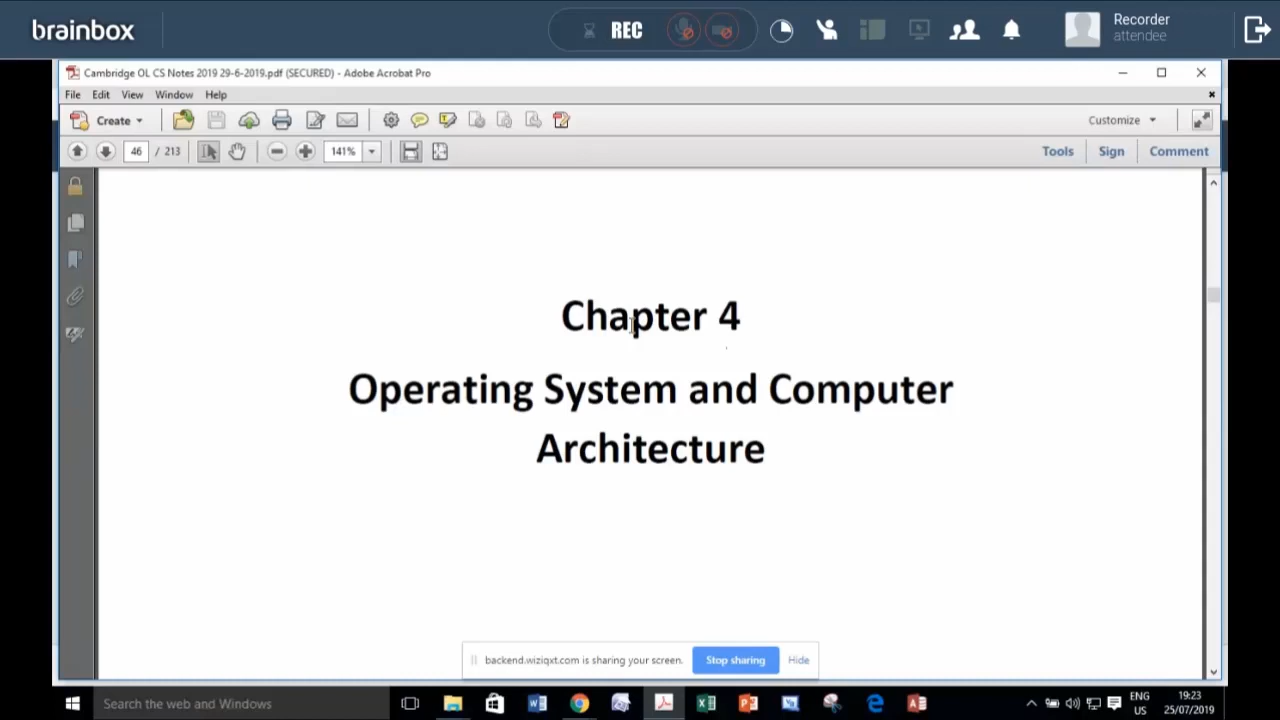 brainbox
REC
Recorder
attendee
Cambridge OL CS Notes 2019 29-6-2019.pdf (SECURED) - Adobe Acrobat Pro
File Edit View Window Help
Create
Customize
46 / 213
141%
Tools Sign Comment
Chapter 4
Operating System and Computer
Architecture
backend.wiziqxt.com is sharing your screen. Stop sharing Hide
Search the web and Windows
ENG
US
19:23
25/07/2019